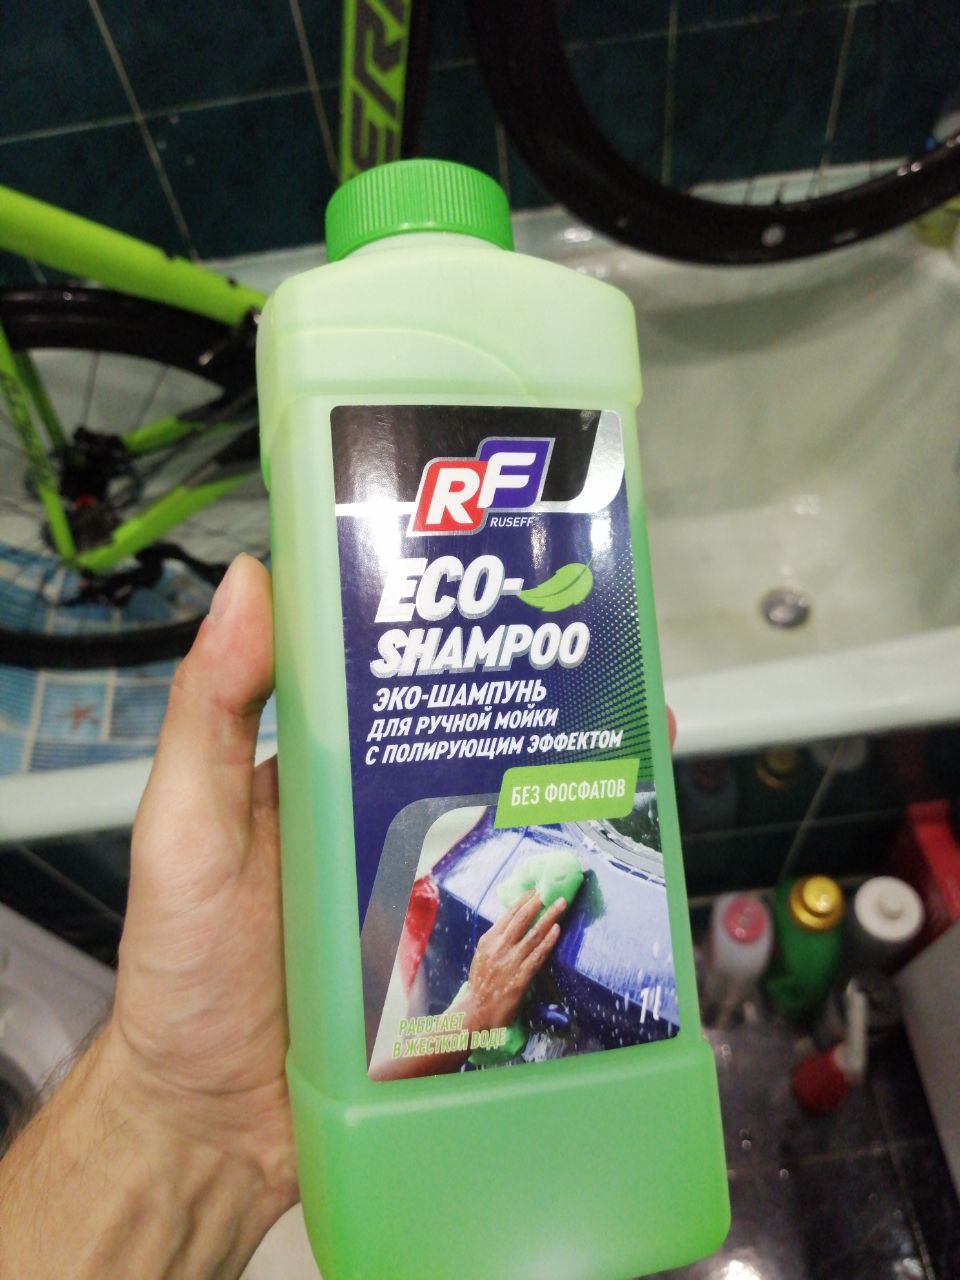 RF
RUSEFF
ECO-
SHAMPOO
ЭКО-ШАМПУНЬ
ДЛЯ РУЧНОЙ МОЙКИ
С ПОЛИРУЮЩИМ ЭФФЕКТОМ
БЕЗ ФОСФАТОВ
1L
РАБОТАЕТ
В ЖЕСТКОЙ ВОДЕ